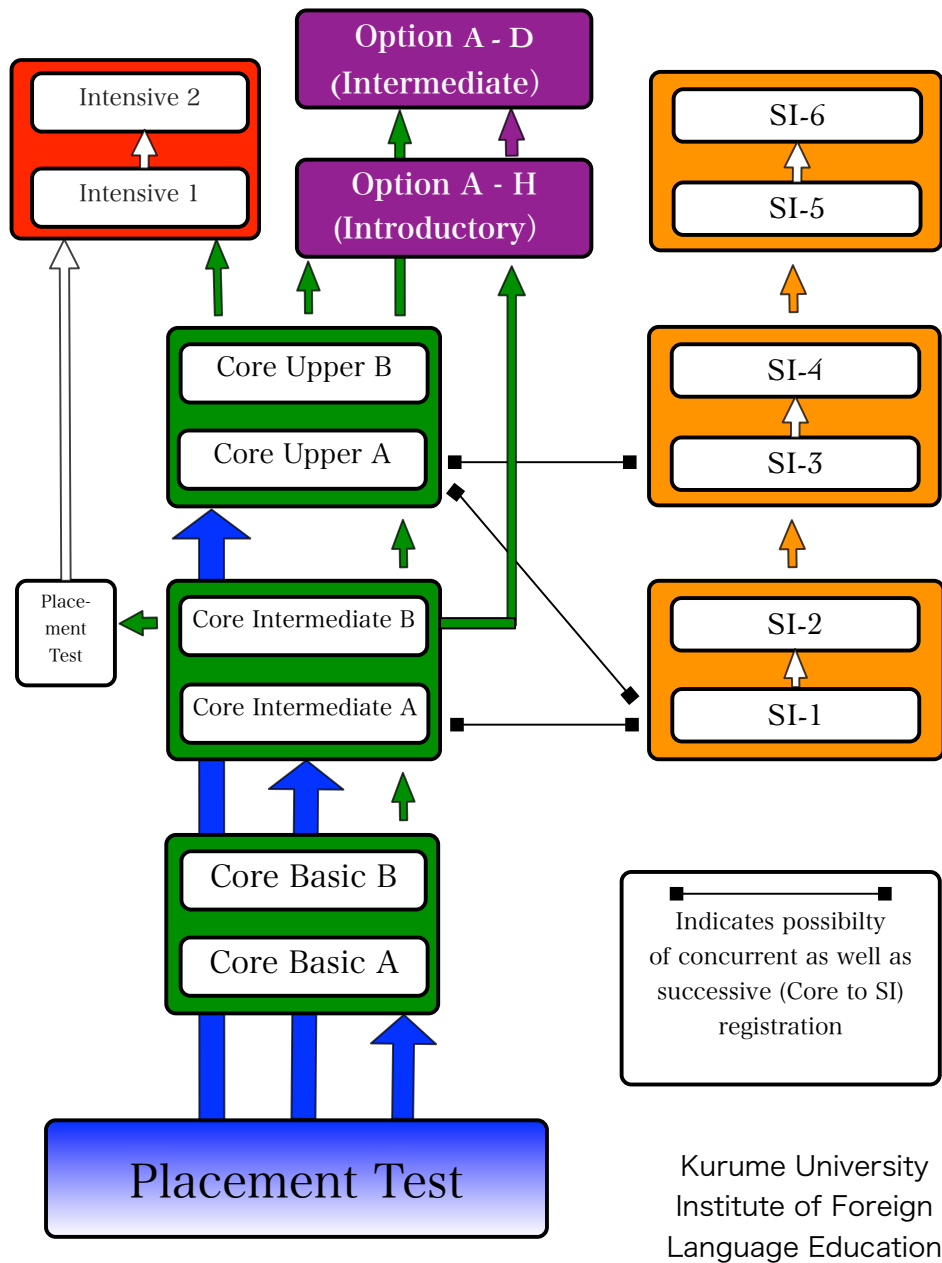 Option A - D
(Intermediate)
Intensive 2
Intensive 1
Option A - H
(Introductory)
SI-6
SI-5
Core Upper B
Core Upper A
SI-4
SI-3
Place-
ment
Test
Core Intermediate B
Core Intermediate A
SI-2
SI-1
Core Basic B
Core Basic A
Indicates possibilty
of concurrent as well as
successive (Core to SI)
registration
Placement Test
Kurume University
Institute of Foreign
Language Education